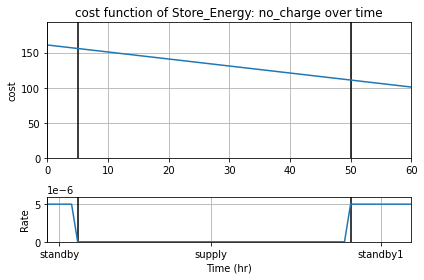 cost function of Store_Energy: no_charge over time
150
100
50
0
cost
0 10 20 30 40 50 60
1e−6
5
0
Rate
standby supply standby1
Time (hr)